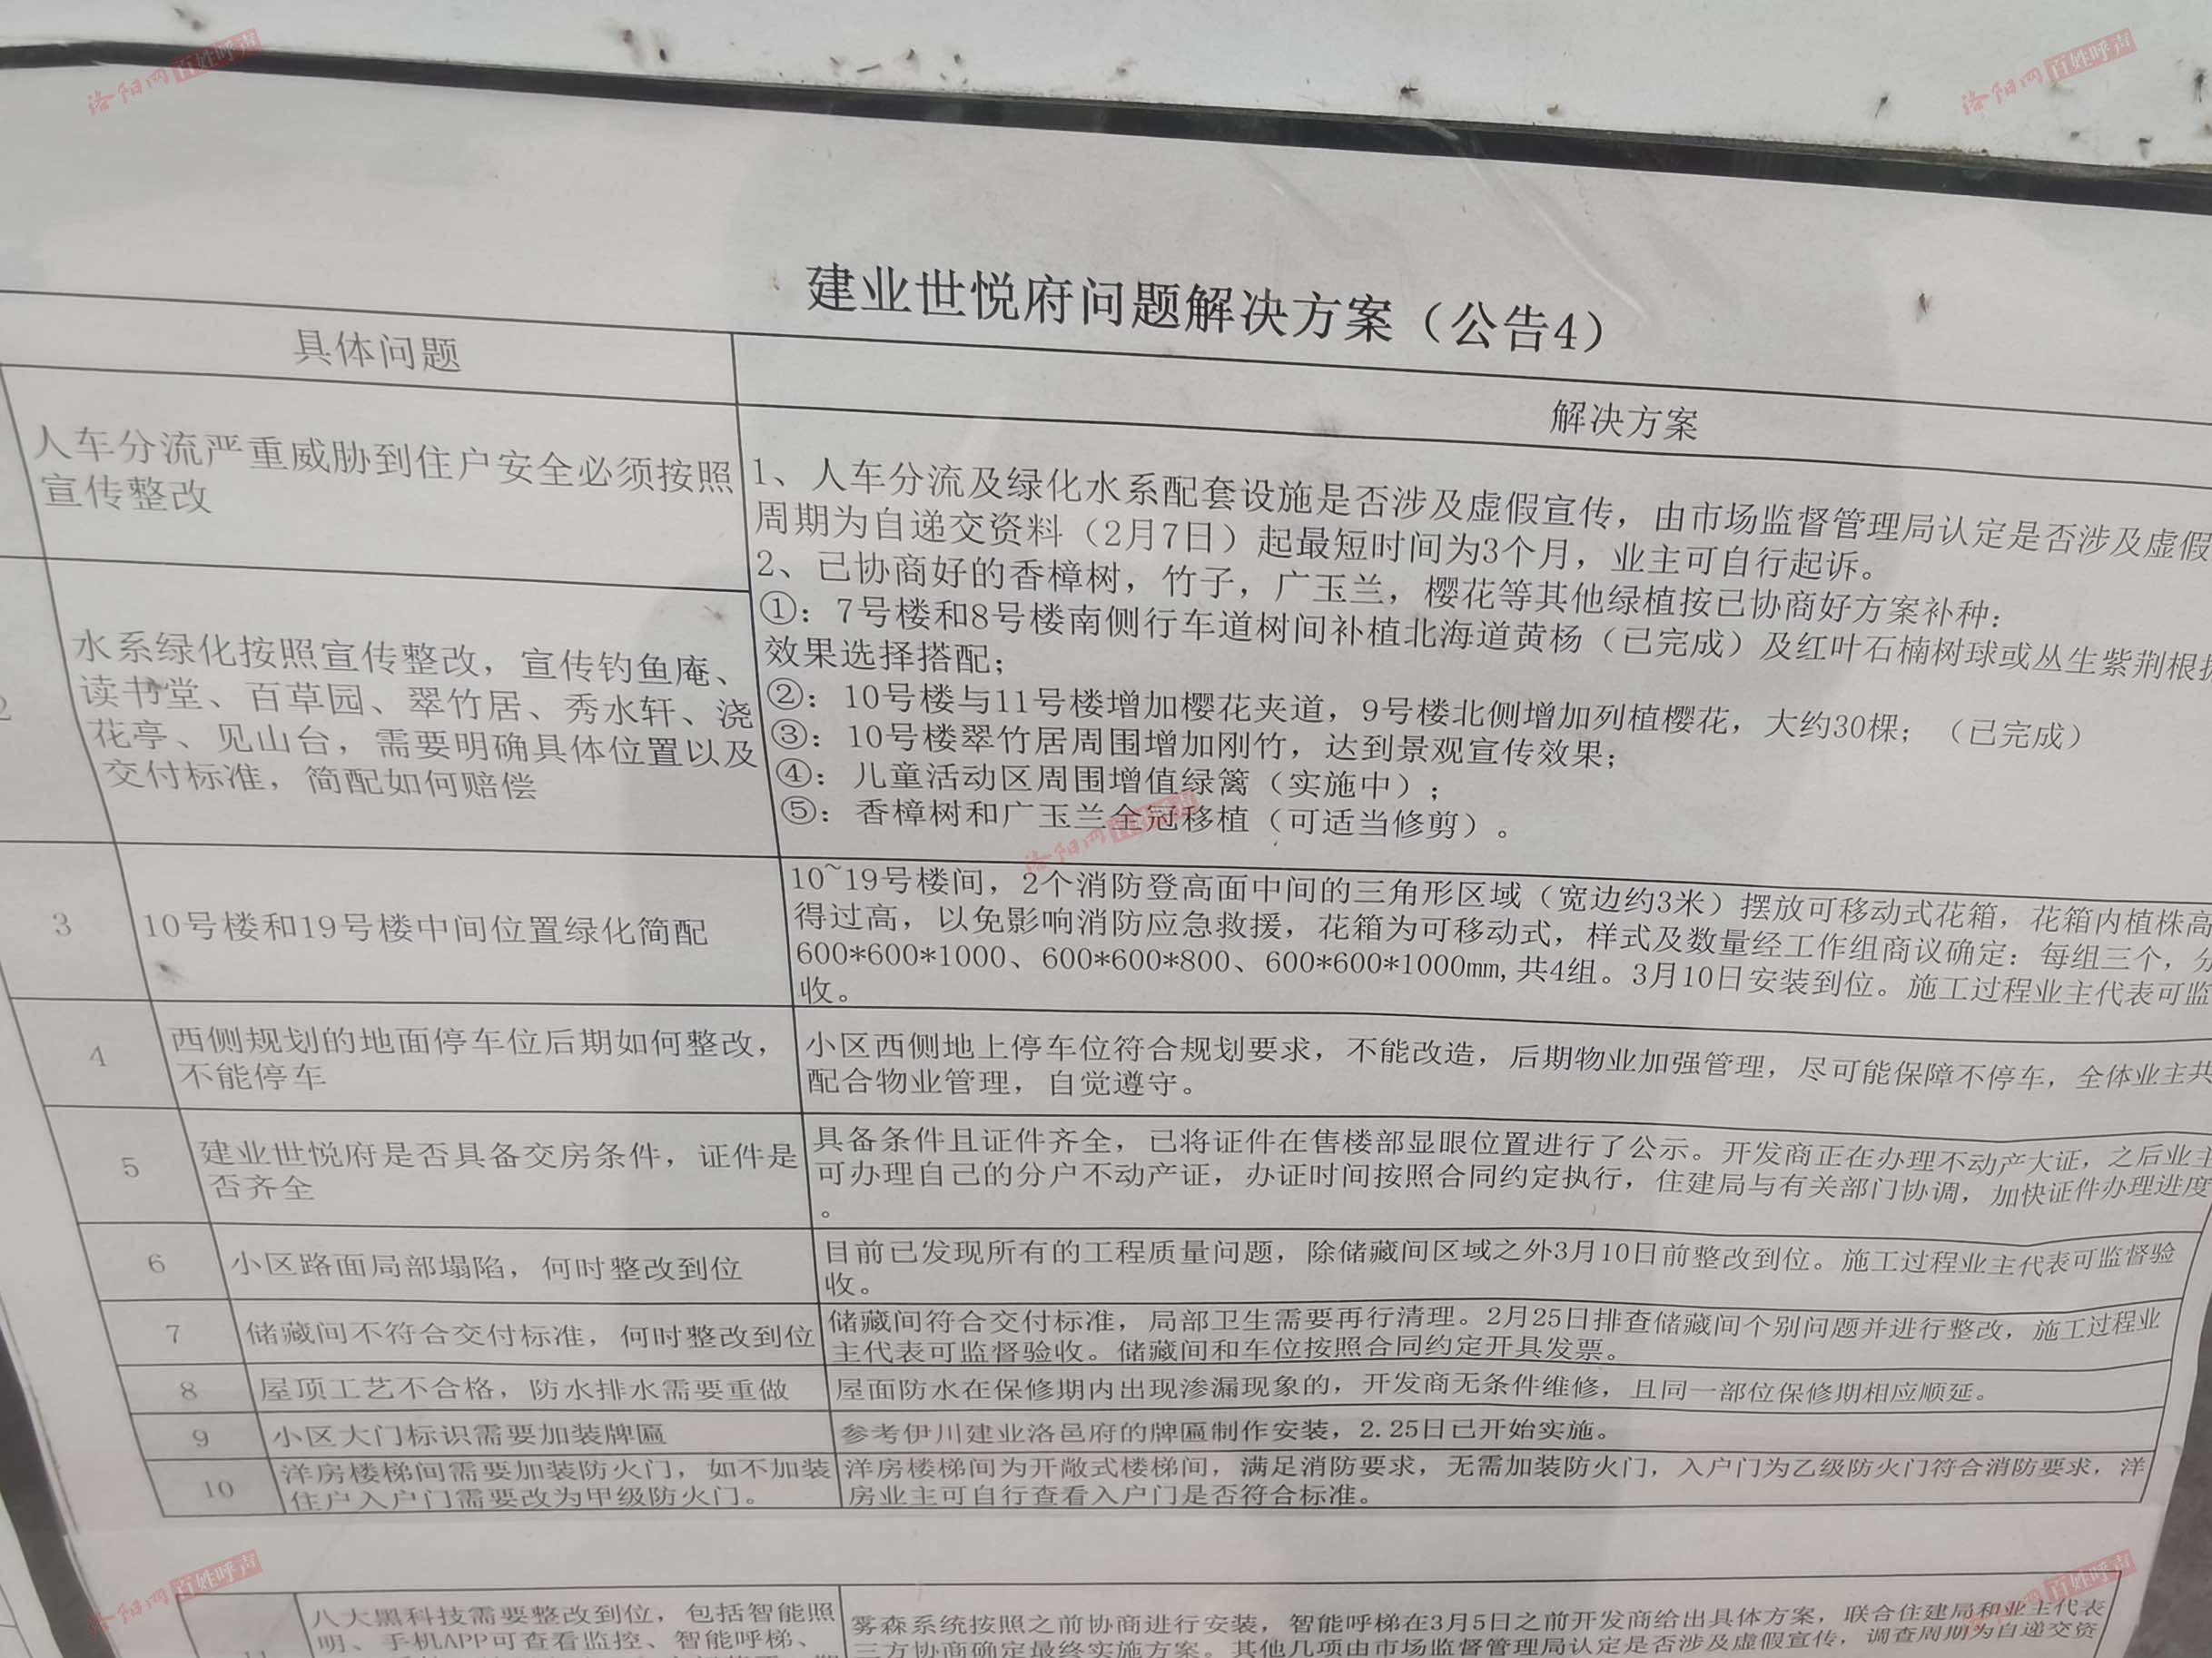 建业世悦府问题解决方案（公告4）
具体问题
解决方案
人车分流严重威胁到住户安全必须按照
宣传整改
1、人车分流及绿化水系配套设施是否涉及虚假宣传，由市场监督管理局认定是否涉及虚假
周期为自递交资料（2月7日）起最短时间为3个月，业主可自行起诉。
2、已协商好的香樟树，竹子，广玉兰，樱花等其他绿植按已协商好方案补种：
①：7号楼和8号楼南侧行车道树间补植北海道黄杨（已完成）及红叶石楠树球或丛生紫荆根据
效果选择搭配；
②：10号楼与11号楼增加樱花夹道，9号楼北侧增加列植樱花，大约30棵；（已完成）
③：10号楼翠竹居周围增加刚竹，达到景观宣传效果；
④：儿童活动区周围增值绿篱（实施中）；
⑤：香樟树和广玉兰全冠移植（可适当修剪）。
2
水系绿化按照宣传整改，宣传钓鱼庵、
读书堂、百草园、翠竹居、秀水轩、浇
花亭、见山台，需要明确具体位置以及
交付标准，简配如何赔偿
3
10号楼和19号楼中间位置绿化简配
10~19号楼间，2个消防登高面中间的三角形区域（宽边约3米）摆放可移动式花箱，花箱内植株高
得过高，以免影响消防应急救援，花箱为可移动式，样式及数量经工作组商议确定：每组三个，分
600*600*1000、600*600*800、600*600*1000mm,共4组。3月10日安装到位。施工过程业主代表可监
收。
4
西侧规划的地面停车位后期如何整改，
不能停车
小区西侧地上停车位符合规划要求，不能改造，后期物业加强管理，尽可能保障不停车，全体业主共
配合物业管理，自觉遵守。
5
建业世悦府是否具备交房条件，证件是
否齐全
具备条件且证件齐全，已将证件在售楼部显眼位置进行了公示。开发商正在办理不动产大证，之后业主
可办理自己的分户不动产证，办证时间按照合同约定执行，住建局与有关部门协调，加快证件办理进度
。
6
小区路面局部塌陷，何时整改到位
目前已发现所有的工程质量问题，除储藏间区域之外3月10日前整改到位。施工过程业主代表可监督验
收。
7
储藏间不符合交付标准，何时整改到位
储藏间符合交付标准，局部卫生需要再行清理。2月25日排查储藏间个别问题并进行整改，施工过程业
主代表可监督验收。储藏间和车位按照合同约定开具发票。
8
屋顶工艺不合格，防水排水需要重做
屋面防水在保修期内出现渗漏现象的，开发商无条件维修，且同一部位保修期相应顺延。
9
小区大门标识需要加装牌匾
参考伊川建业洛邑府的牌匾制作安装，2.25日已开始实施。
10
洋房楼梯间需要加装防火门，如不加装
住户入户门需要改为甲级防火门。
洋房楼梯间为开敞式楼梯间，满足消防要求，无需加装防火门，入户门为乙级防火门符合消防要求，洋
房业主可自行查看入户门是否符合标准。
八大黑科技需要整改到位，包括智能照
明、手机APP可查看监控、智能呼梯、
雾森系统按照之前协商进行安装，智能呼梯在3月5日之前开发商给出具体方案，联合住建局和业主代表
三方协商确定最终实施方案。其他几项由市场监督管理局认定是否涉及虚假宣传，调查周期为自递交资
洛阳网百姓呼声
洛阳网百姓呼声
洛阳网百姓呼声
洛阳网百姓呼声
洛阳网百姓呼声